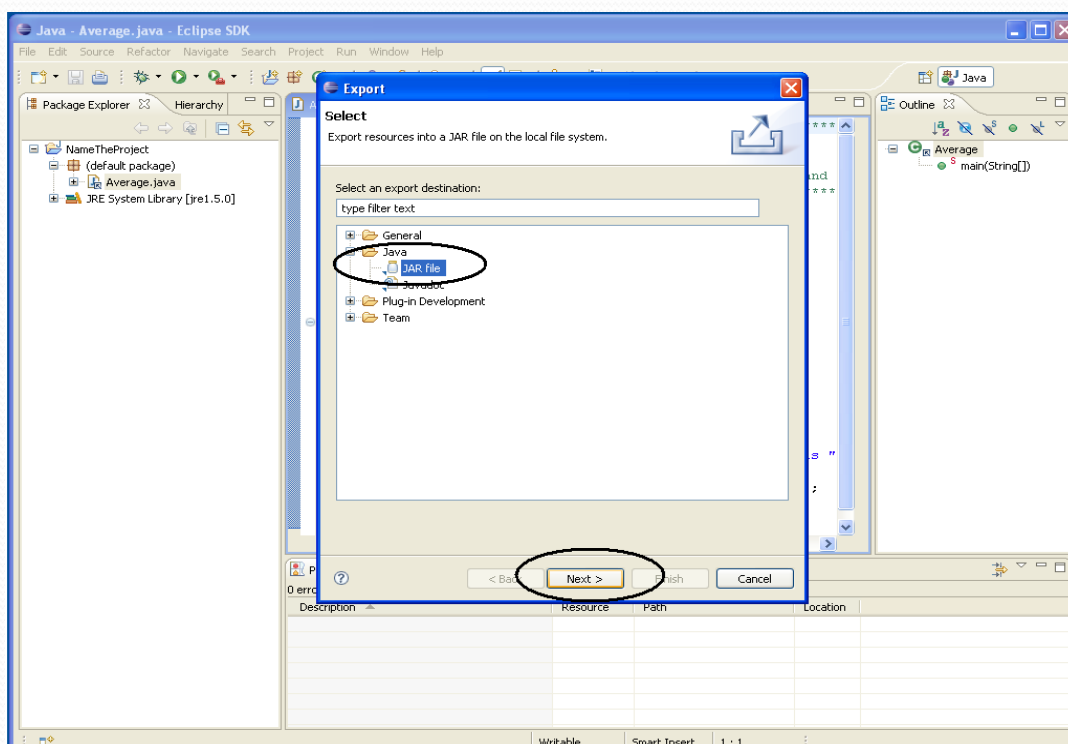 Java - Average.java - Eclipse SDK
File Edit Source Refactor Navigate Search Project Run Window Help
Java
Package Explorer Hierarchy
NameTheProject
(default package)
Average.java
JRE System Library [jre1.5.0]
Export
Select
Export resources into a JAR file on the local file system.
Select an export destination:
type filter text
General
Java
JAR file
Javadoc
Plug-in Development
Team
< Back Next > Finish Cancel
****
and
****
s "
;
Outline
Average
main(String[])
P
0 erro
Description Resource Path Location
Writable Smart Insert 1 : 1